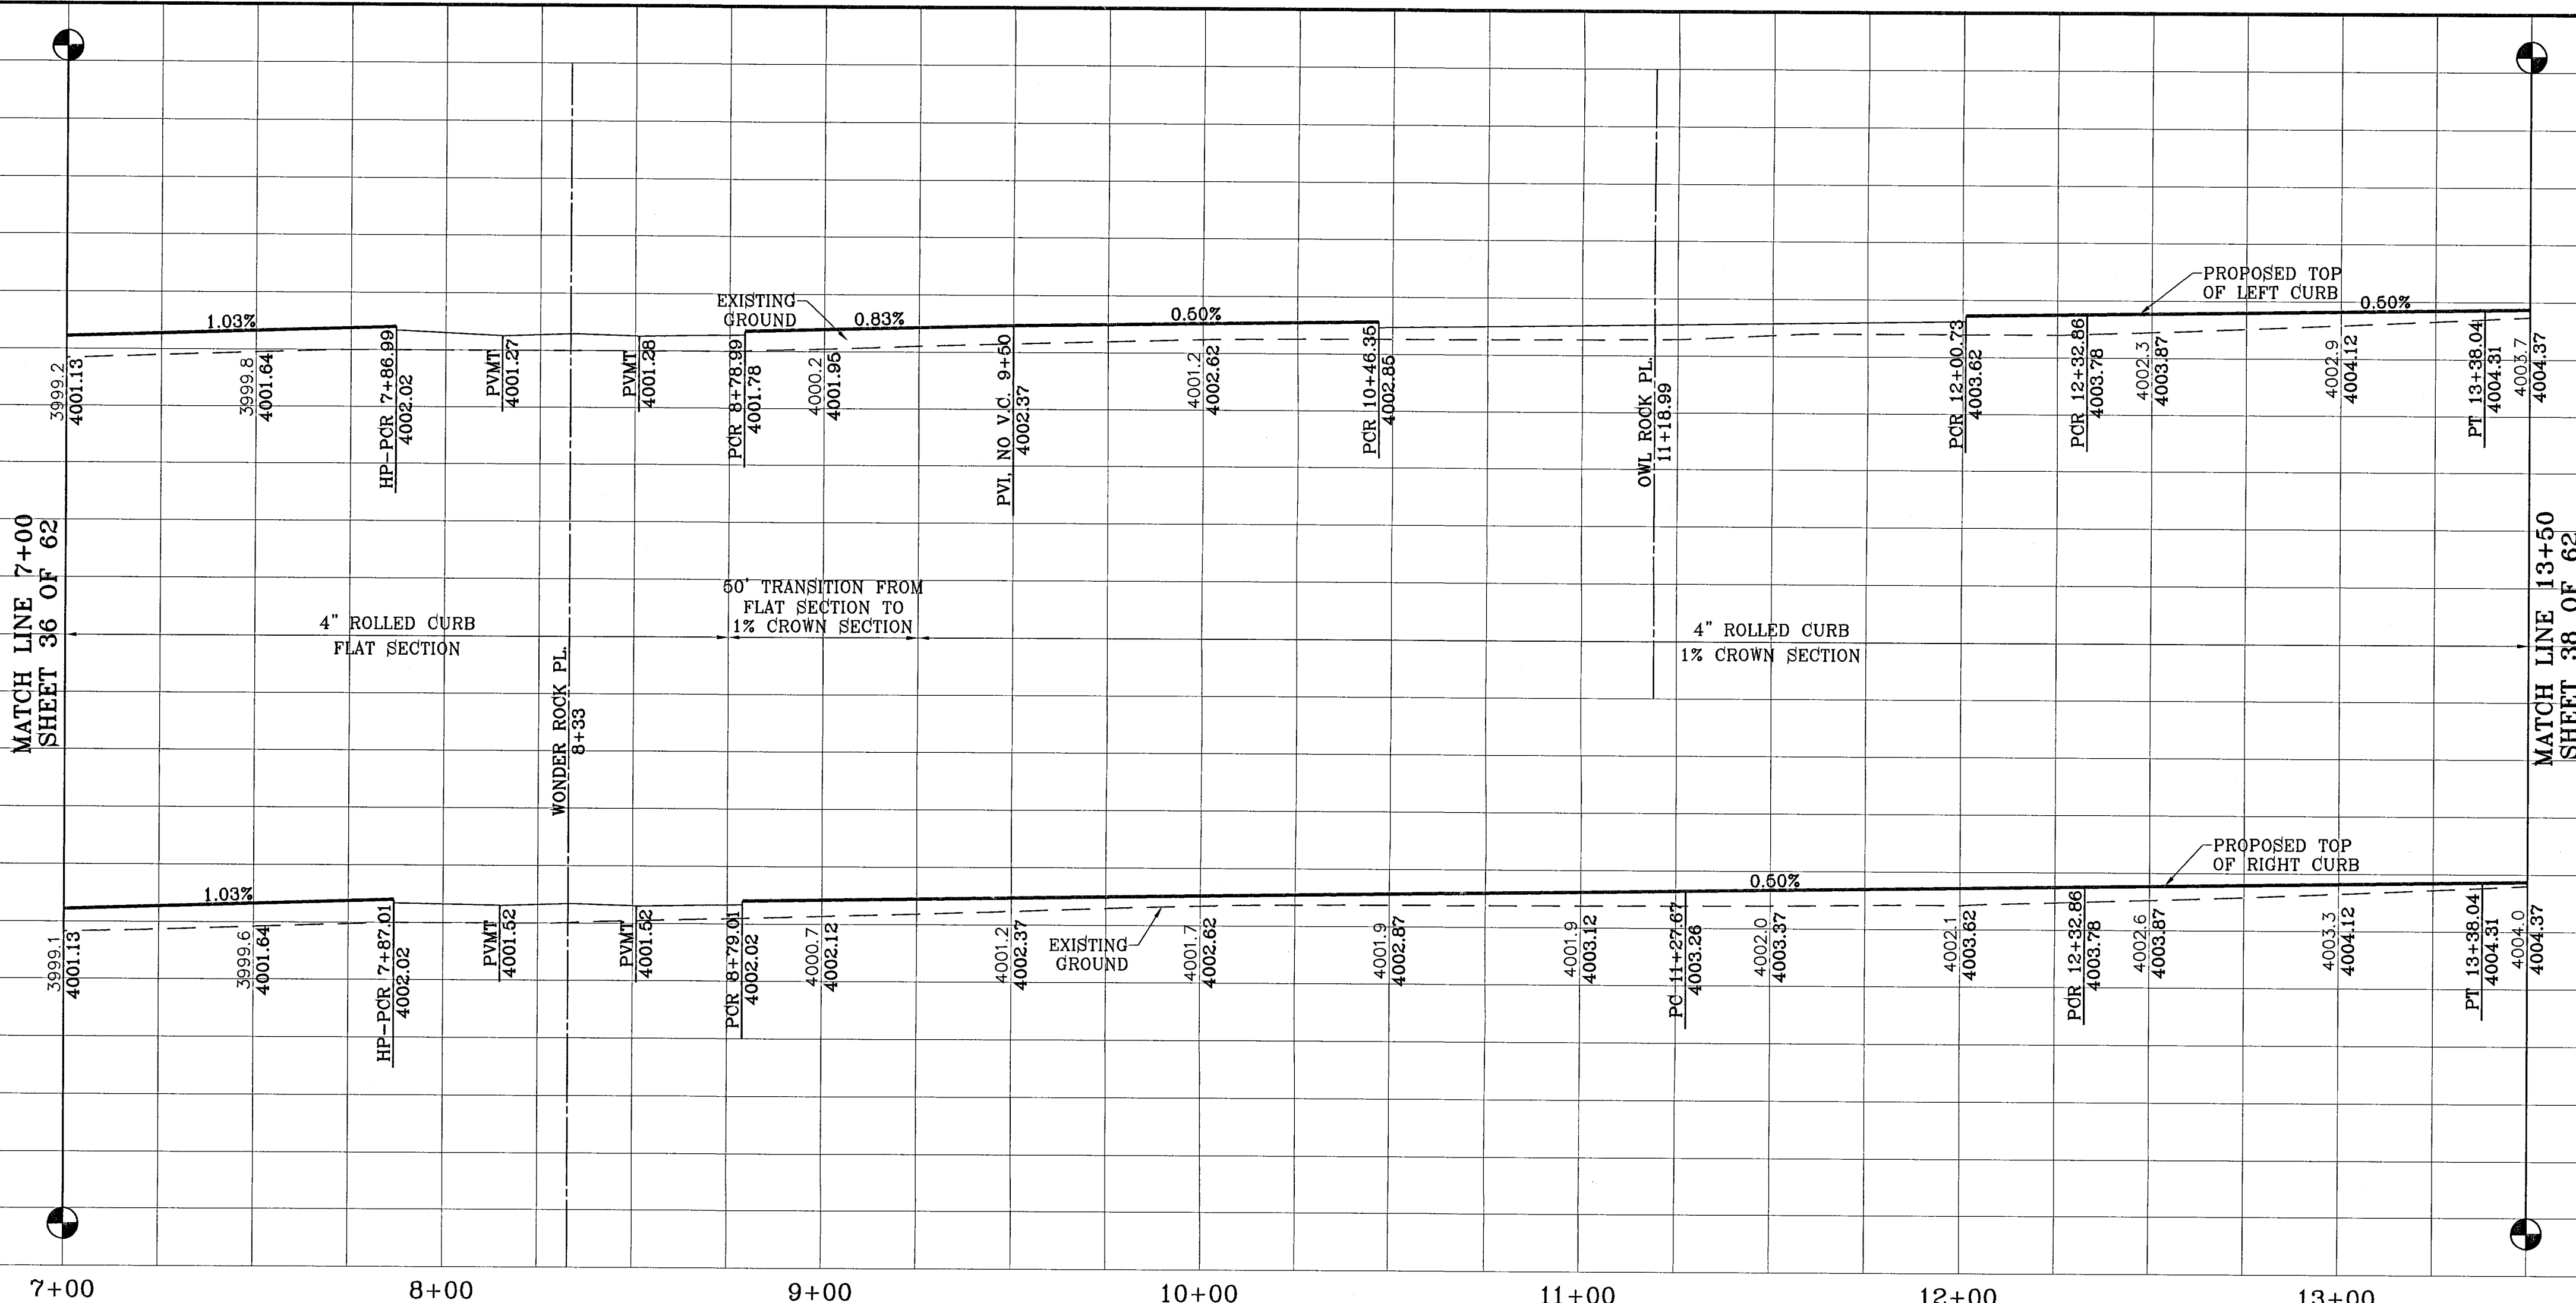 MATCH LINE 7+00
SHEET 36 OF 62
1.03%
3999.2
4001.13
3999.8
4001.64
HP-PCR 7+86.99
4002.02
PVMT
4001.27
PVMT
4001.28
EXISTING
GROUND
PCR 8+78.99
4001.78
0.83%
4000.2
4001.95
PVI, NO V.C. 9+50
4002.37
0.50%
4001.2
4002.62
PCR 10+46.35
4002.85
OWL ROCK PL.
11+18.99
PCR 12+00.73
4003.62
PCR 12+32.86
4003.78
PROPOSED TOP
OF LEFT CURB
0.50%
4002.3
4003.87
4002.9
4004.12
PT 13+38.04
4004.31
4003.7
4004.37
MATCH LINE 13+50
SHEET 38 OF 62
4" ROLLED CURB
FLAT SECTION
50' TRANSITION FROM
FLAT SECTION TO
1% CROWN SECTION
4" ROLLED CURB
1% CROWN SECTION
WONDER ROCK PL.
8+33
1.03%
3999.1
4001.13
3999.6
4001.64
HP-PCR 7+87.01
4002.02
PVMT
4001.52
PVMT
4001.52
PCR 8+79.01
4002.02
4000.7
4002.12
4001.2
4002.37
EXISTING
GROUND
4001.7
4002.62
4001.9
4002.87
4001.9
4003.12
PC 11+27.67
4003.26
0.50%
4002.0
4003.37
4002.1
4003.62
PCR 12+32.86
4003.78
PROPOSED TOP
OF RIGHT CURB
4002.6
4003.87
4003.3
4004.12
PT 13+38.04
4004.31
4004.0
4004.37
7+00
8+00
9+00
10+00
11+00
12+00
13+00